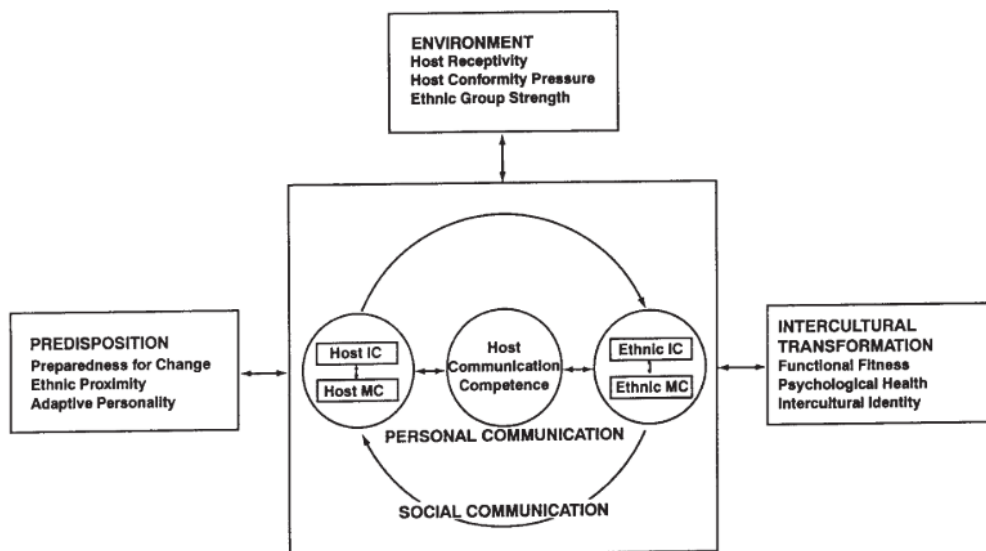 ENVIRONMENT
Host Receptivity
Host Conformity Pressure
Ethnic Group Strength
PREDISPOSITION
Preparedness for Change
Ethnic Proximity
Adaptive Personality
Host IC
Host MC
Host
Communication
Competence
Ethnic IC
Ethnic MC
PERSONAL COMMUNICATION
SOCIAL COMMUNICATION
INTERCULTURAL
TRANSFORMATION
Functional Fitness
Psychological Health
Intercultural Identity